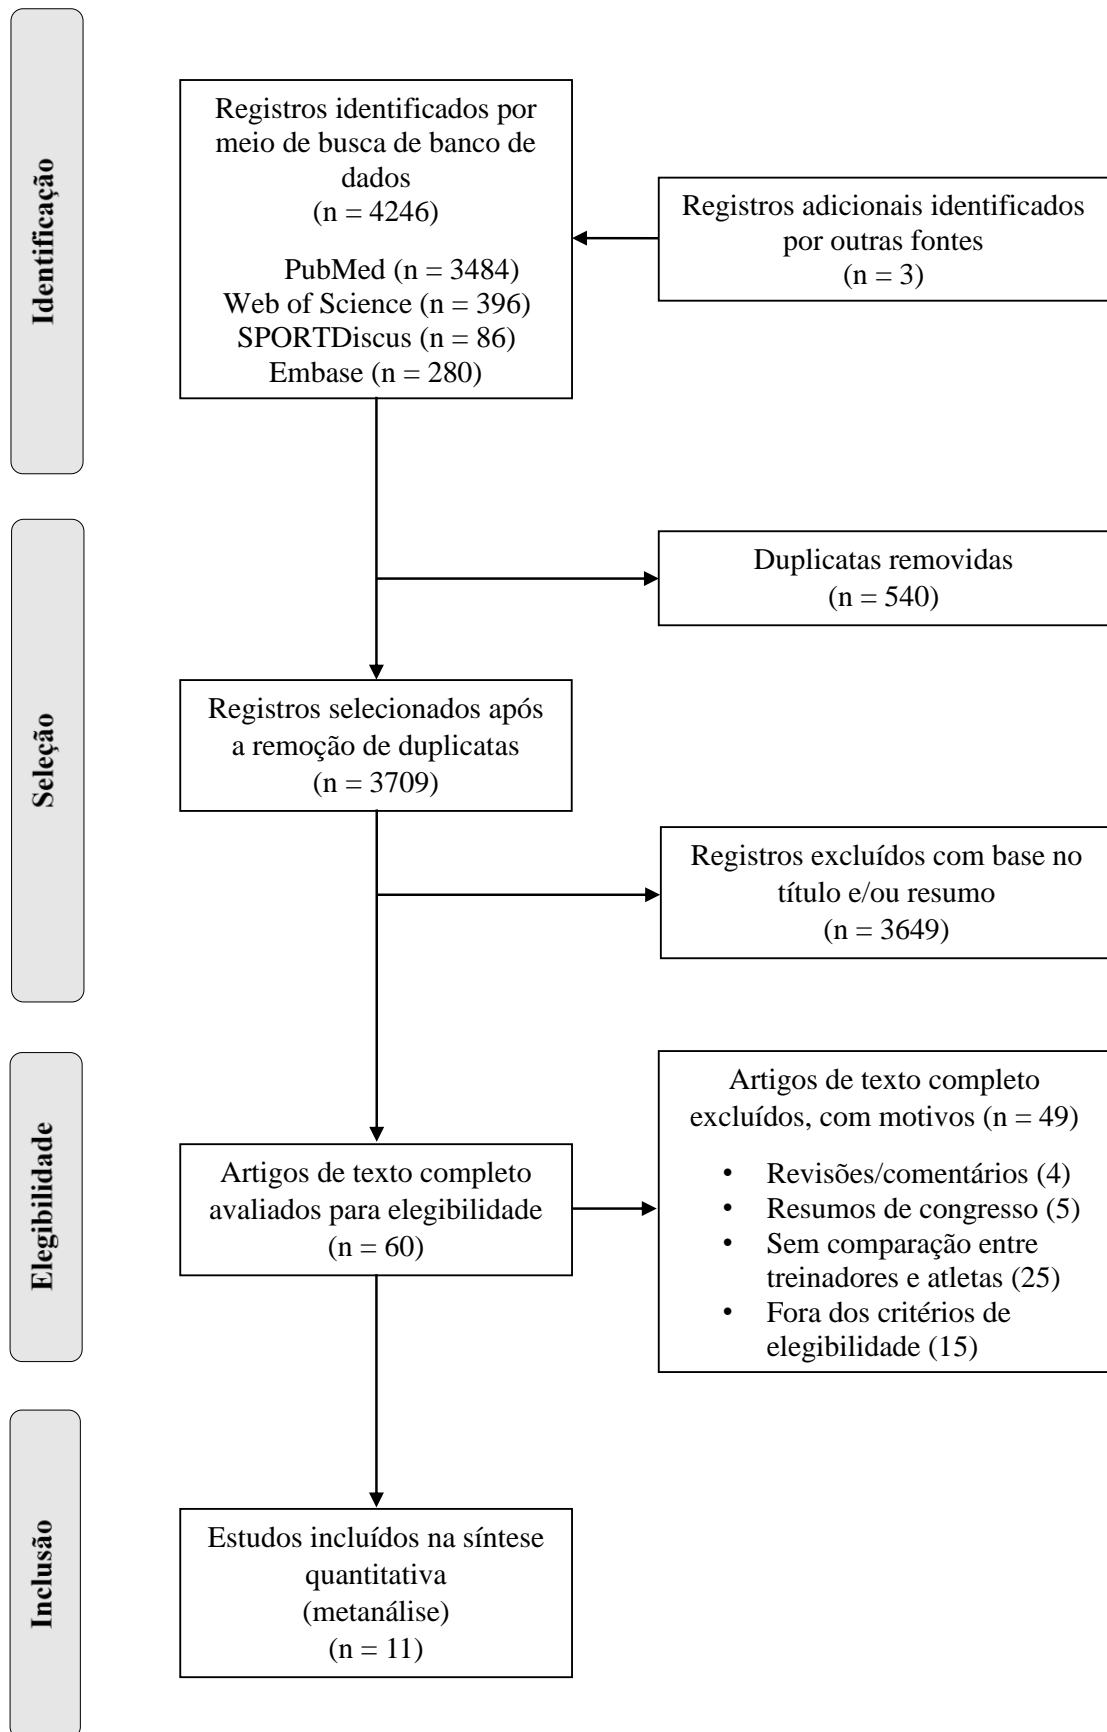 Identificação
Registros identificados por
meio de busca de banco de
dados
(n = 4246)
PubMed (n = 3484)
Web of Science (n = 396)
SPORTDiscus (n = 86)
Embase (n = 280)
Registros adicionais identificados
por outras fontes
(n = 3)
Seleção
Duplicatas removidas
(n = 540)
Registros selecionados após
a remoção de duplicatas
(n = 3709)
Registros excluídos com base no
título e/ou resumo
(n = 3649)
Elegibilidade
Artigos de texto completo
avaliados para elegibilidade
(n = 60)
Artigos de texto completo
excluídos, com motivos (n = 49)
• Revisões/comentários (4)
• Resumos de congresso (5)
• Sem comparação entre
treinadores e atletas (25)
• Fora dos critérios de
elegibilidade (15)
Inclusão
Estudos incluídos na síntese
quantitativa
(metanálise)
(n = 11)